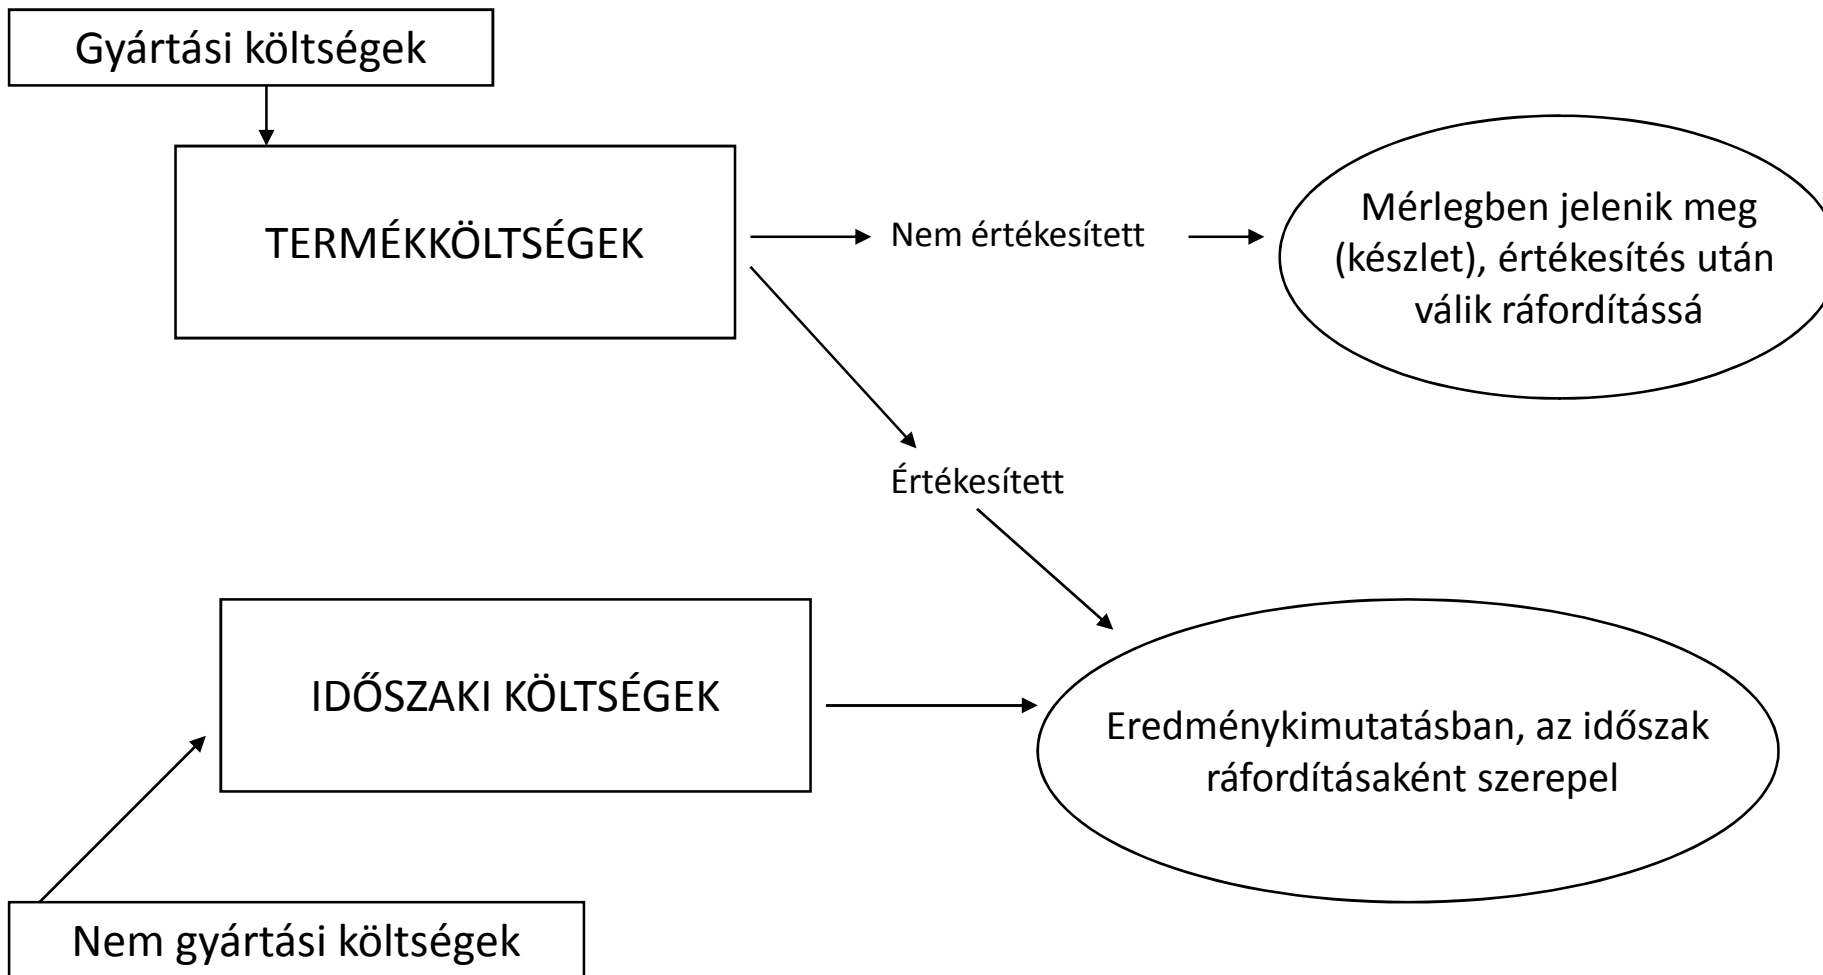 Gyártási költségek
TERMÉKKÖLTSÉGEK
Nem értékesített
Mérlegben jelenik meg
(készlet), értékesítés után
válik ráfordítássá
Értékesített
IDŐSZAKI KÖLTSÉGEK
Eredménykimutatásban, az időszak
ráfordításaként szerepel
Nem gyártási költségek